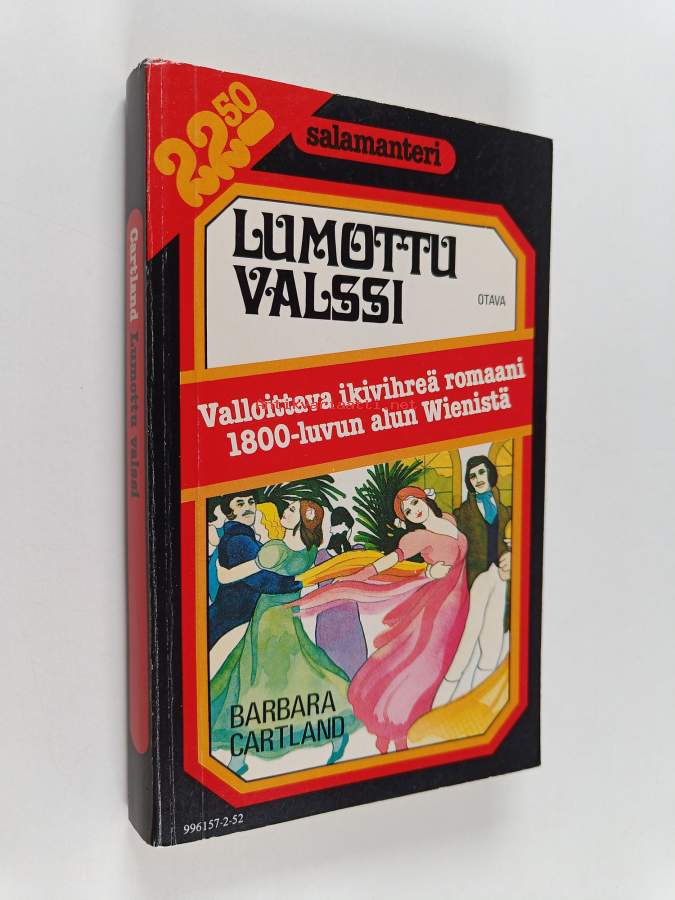 22.50
salamanteri
LUMOTTU
VALSSI
OTAVA
Valloittava ikivihreä romaani
1800-luvun alun Wienistä
BARBARA
CARTLAND
996157-2-52
Cartland Lumottu valssi